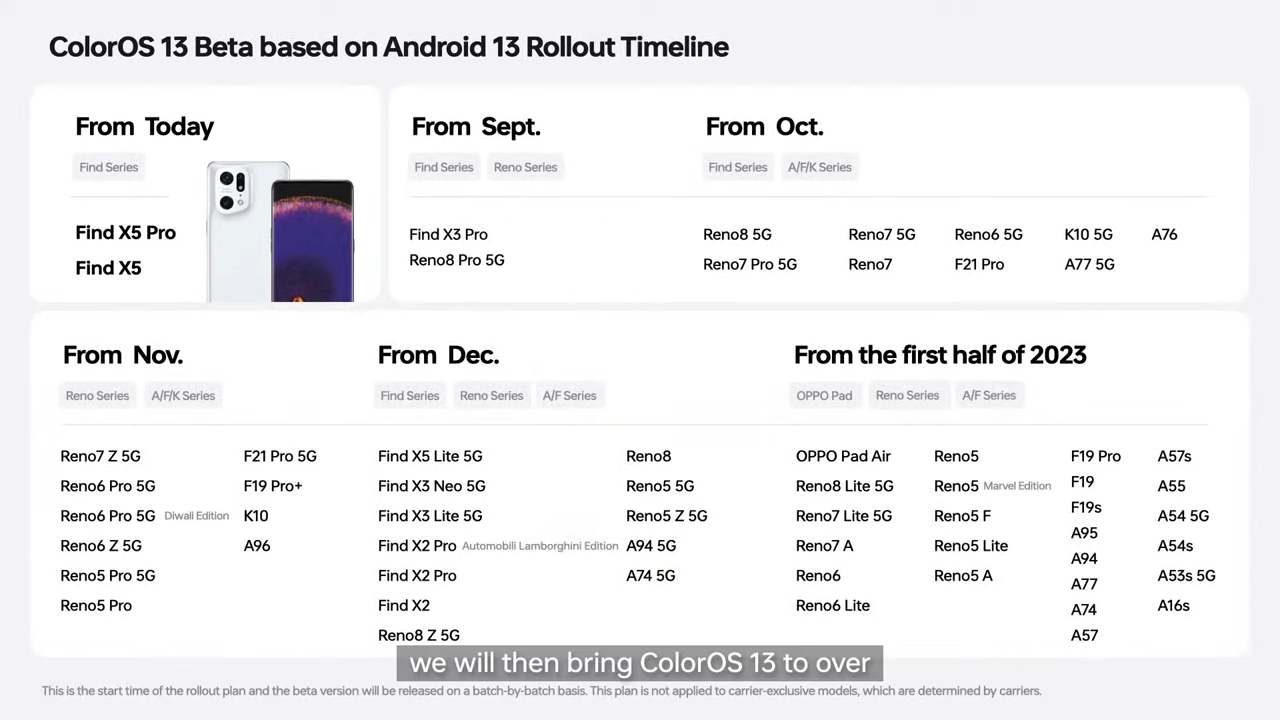 ColorOS 13 Beta based on Android 13 Rollout Timeline
From Today
Find Series
Find X5 Pro
Find X5
From Sept.
Find Series Reno Series
Find X3 Pro
Reno8 Pro 5G
From Oct.
Find Series A/F/K Series
Reno8 5G Reno7 5G Reno6 5G K10 5G A76
Reno7 Pro 5G Reno7 F21 Pro A77 5G
From Nov.
Reno Series A/F/K Series
Reno7 Z 5G F21 Pro 5G
Reno6 Pro 5G F19 Pro+
Reno6 Pro 5G Diwali Edition K10
Reno6 Z 5G A96
Reno5 Pro 5G
Reno5 Pro
From Dec.
Find Series Reno Series A/F Series
Find X5 Lite 5G Reno8
Find X3 Neo 5G Reno5 5G
Find X3 Lite 5G Reno5 Z 5G
Find X2 Pro Automobili Lamborghini Edition A94 5G
Find X2 Pro A74 5G
Find X2
Reno8 Z 5G
From the first half of 2023
OPPO Pad Reno Series A/F Series
OPPO Pad Air Reno5 F19 Pro A57s
Reno8 Lite 5G Reno5 Marvel Edition F19 A55
Reno7 Lite 5G Reno5 F F19s A54 5G
Reno7 A Reno5 Lite A95 A54s
Reno6 Reno5 A A94 A53s 5G
Reno6 Lite A77 A16s
A74
A57
we will then bring ColorOS 13 to over
This is the start time of the rollout plan and the beta version will be released on a batch-by-batch basis. This plan is not applied to carrier-exclusive models, which are determined by carriers.